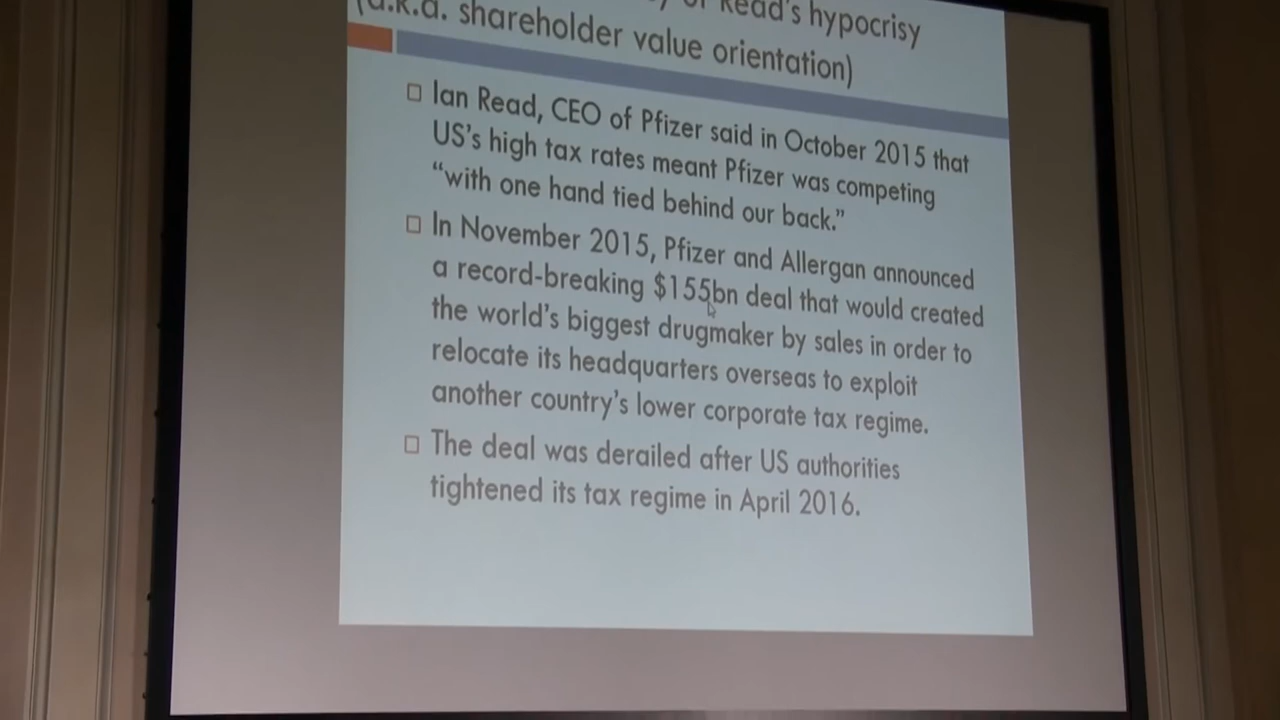 of Read's hypocrisy
(a.k.a. shareholder value orientation)
Ian Read, CEO of Pfizer said in October 2015 that
US's high tax rates meant Pfizer was competing
“with one hand tied behind our back.”
In November 2015, Pfizer and Allergan announced
a record-breaking $155bn deal that would created
the world's biggest drugmaker by sales in order to
relocate its headquarters overseas to exploit
another country's lower corporate tax regime.
The deal was derailed after US authorities
tightened its tax regime in April 2016.